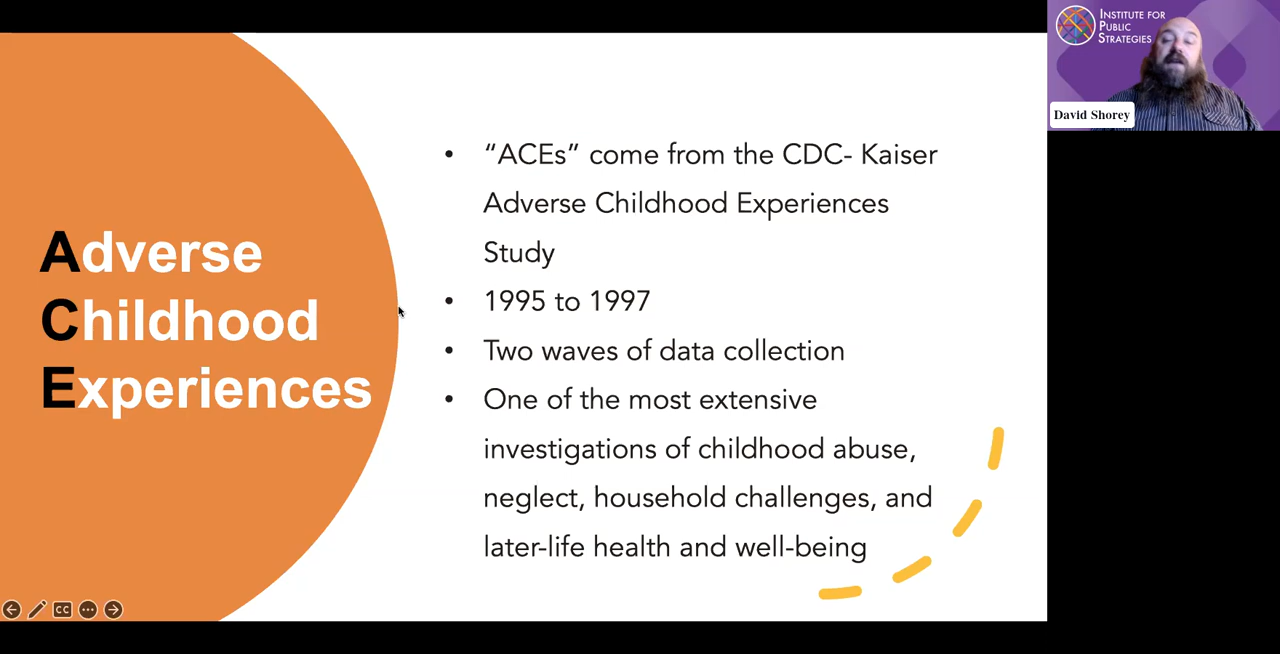 Adverse
Childhood
Experiences
• “ACEs” come from the CDC- Kaiser
Adverse Childhood Experiences
Study
• 1995 to 1997
• Two waves of data collection
• One of the most extensive
investigations of childhood abuse,
neglect, household challenges, and
later-life health and well-being
CC
INSTITUTE FOR
PUBLIC
STRATEGIES
David Shorey